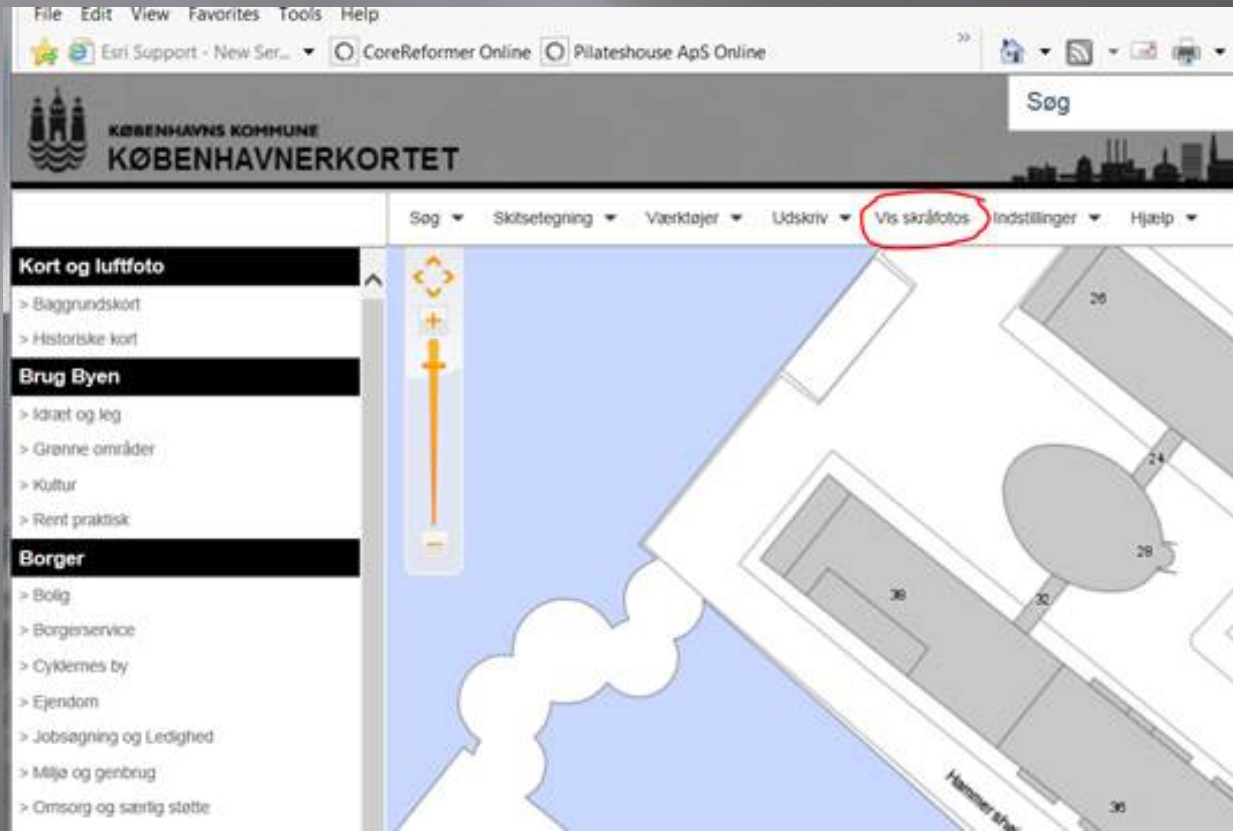 File Edit View Favorites Tools Help
Esri Support - New Ser... CoreReformer Online Pilateshouse ApS Online
Søg
KØBENHAVNS KOMMUNE
KØBENHAVNERKORTET
Søg Skitsetegning Værktøjer Udskriv Vis skråfotos Indstillinger Hjælp
Kort og luftfoto
> Baggrundskort
> Historiske kort
Brug Byen
> Idræt og leg
> Grønne områder
> Kultur
> Rent praktisk
Borger
> Bolig
> Borgerservice
> Cyklernes by
> Ejendom
> Jobsøgning og Ledighed
> Miljø og genbrug
> Omsorg og særlig støtte
26
24
28
38
32
36